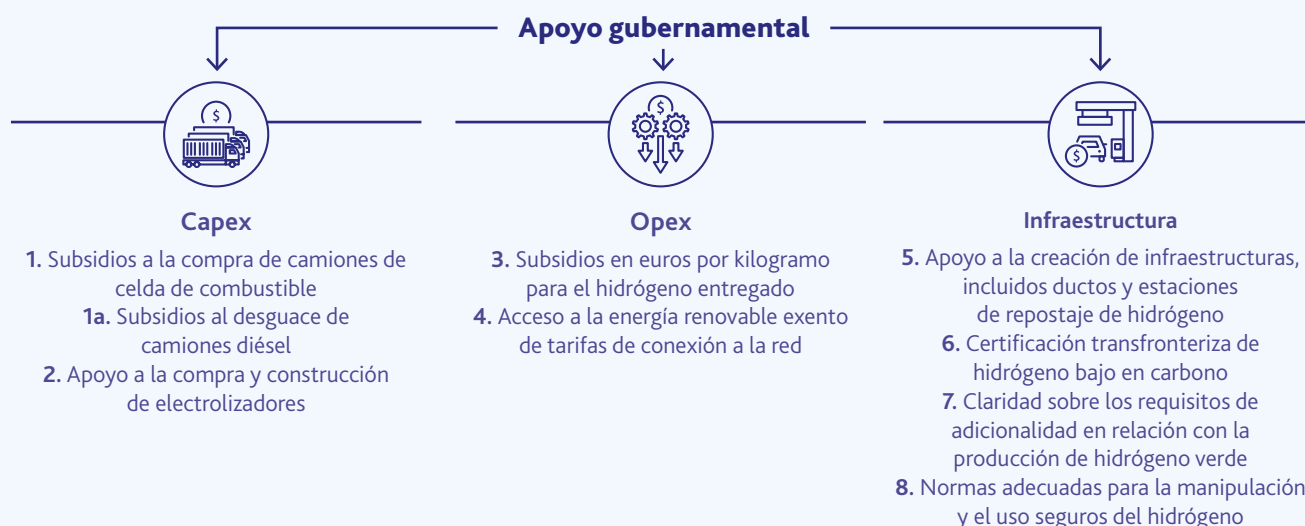 Apoyo gubernamental
Capex
1. Subsidios a la compra de camiones de
celda de combustible
1a. Subsidios al desguace de
camiones diésel
2. Apoyo a la compra y construcción
de electrolizadores
Opex
3. Subsidios en euros por kilogramo
para el hidrógeno entregado
4. Acceso a la energía renovable exento
de tarifas de conexión a la red
Infraestructura
5. Apoyo a la creación de infraestructuras,
incluidos ductos y estaciones
de repostaje de hidrógeno
6. Certificación transfronteriza de
hidrógeno bajo en carbono
7. Claridad sobre los requisitos de
adicionalidad en relación con la
producción de hidrógeno verde
8. Normas adecuadas para la manipulación
y el uso seguros del hidrógeno